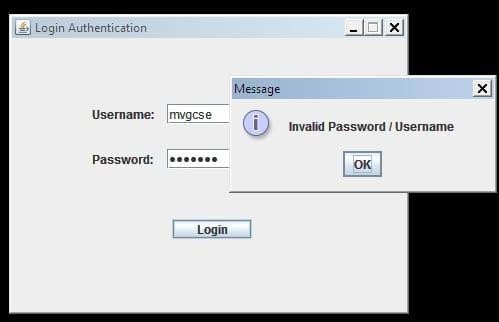 Login Authentication
Message
Username: mvgcse
Invalid Password / Username
Password: •••••••
OK
Login